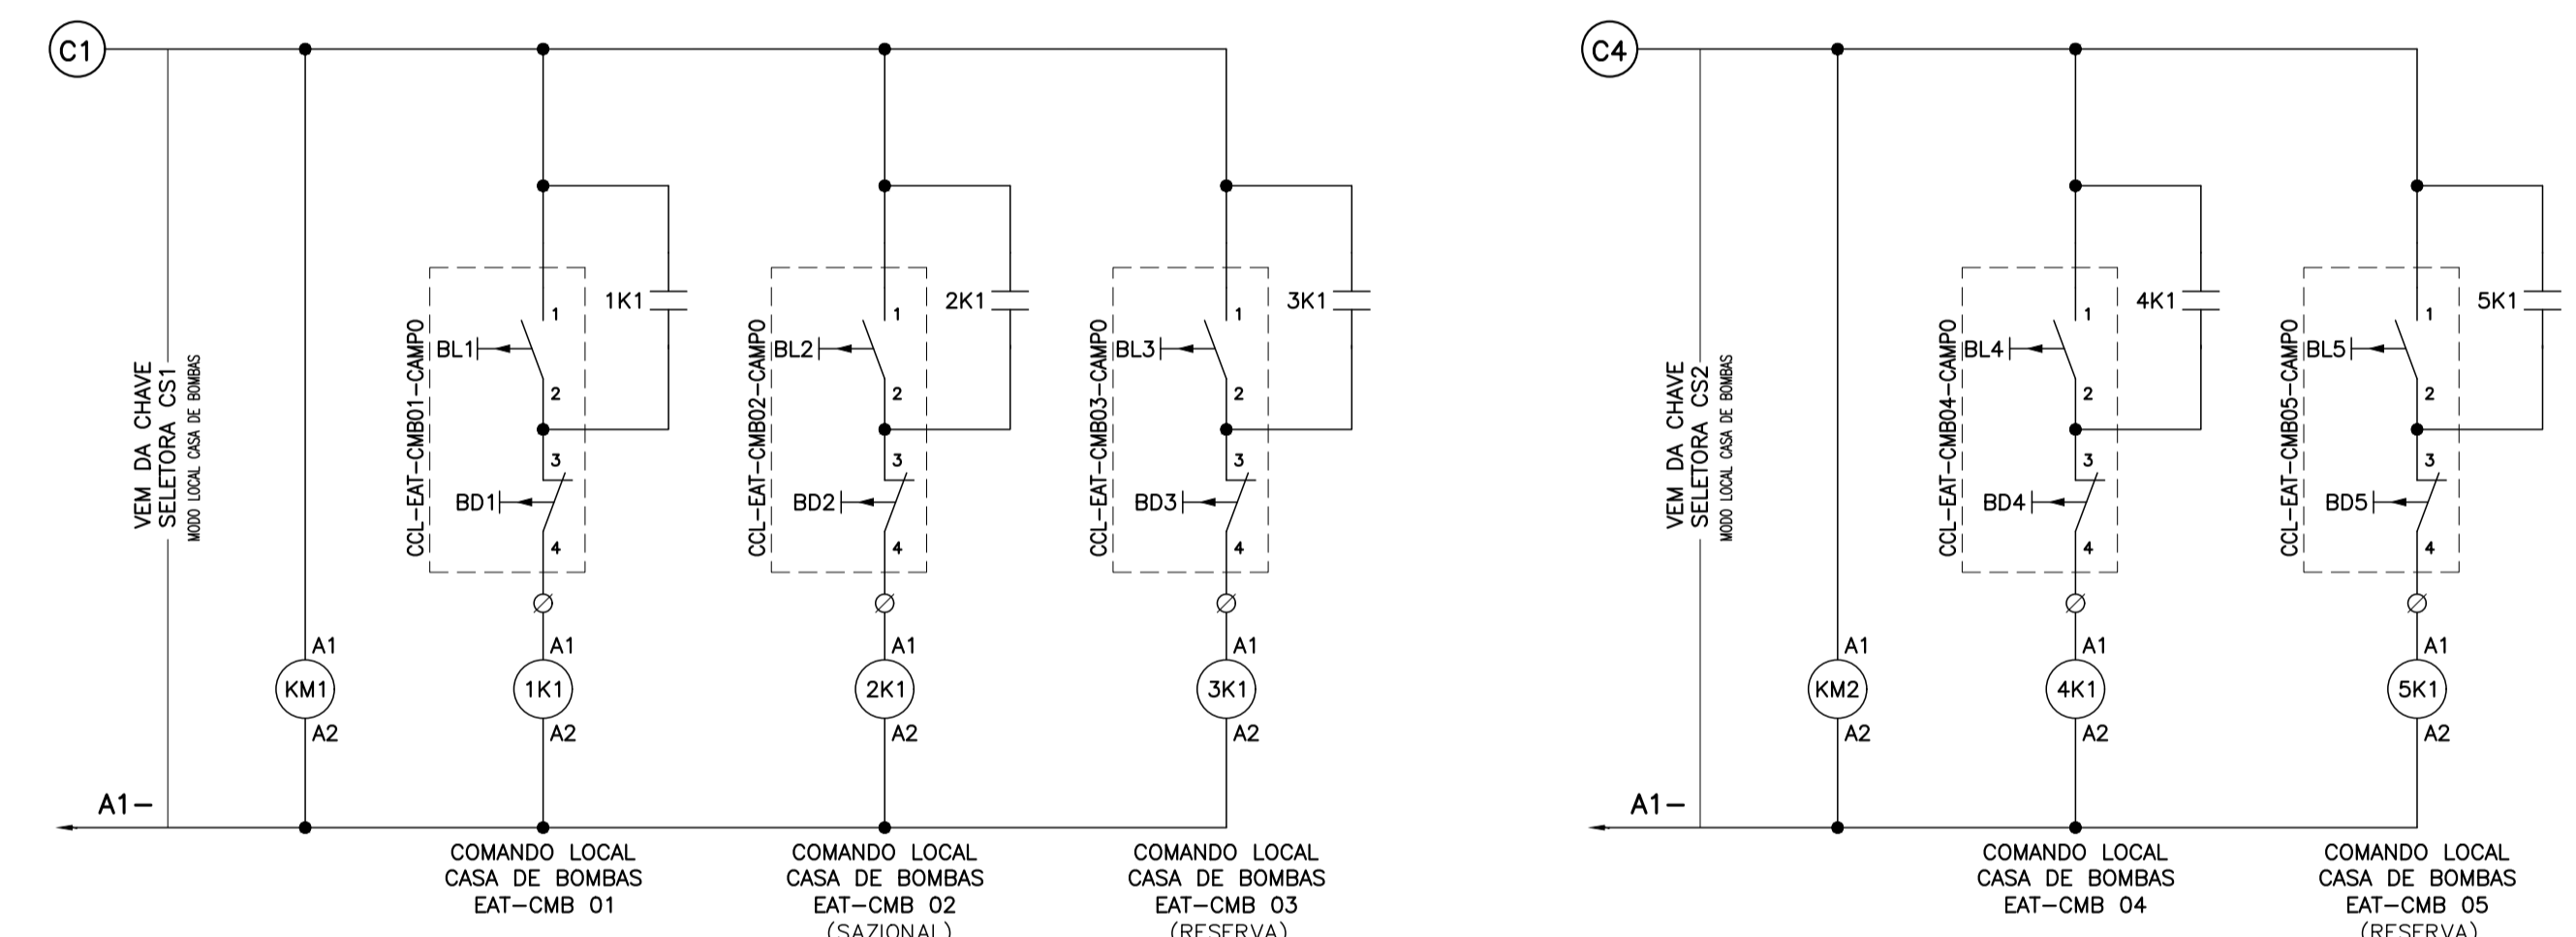 C1
VEM DA CHAVE
SELETORA CS1
MODO LOCAL CASA DE BOMBAS
A1-
KM1
A1
A2
CCL-EAT-CMB01-CAMPO
BL1
1
2
1K1
BD1
3
4
A1
1K1
A2
COMANDO LOCAL
CASA DE BOMBAS
EAT-CMB 01
CCL-EAT-CMB02-CAMPO
BL2
1
2
2K1
BD2
3
4
A1
2K1
A2
COMANDO LOCAL
CASA DE BOMBAS
EAT-CMB 02
(SAZIONAL)
CCL-EAT-CMB03-CAMPO
BL3
1
2
3K1
BD3
3
4
A1
3K1
A2
COMANDO LOCAL
CASA DE BOMBAS
EAT-CMB 03
(RESERVA)
C4
VEM DA CHAVE
SELETORA CS2
MODO LOCAL CASA DE BOMBAS
A1-
KM2
A1
A2
CCL-EAT-CMB04-CAMPO
BL4
1
2
4K1
BD4
3
4
A1
4K1
A2
COMANDO LOCAL
CASA DE BOMBAS
EAT-CMB 04
CCL-EAT-CMB05-CAMPO
BL5
1
2
5K1
BD5
3
4
A1
5K1
A2
COMANDO LOCAL
CASA DE BOMBAS
EAT-CMB 05
(RESERVA)